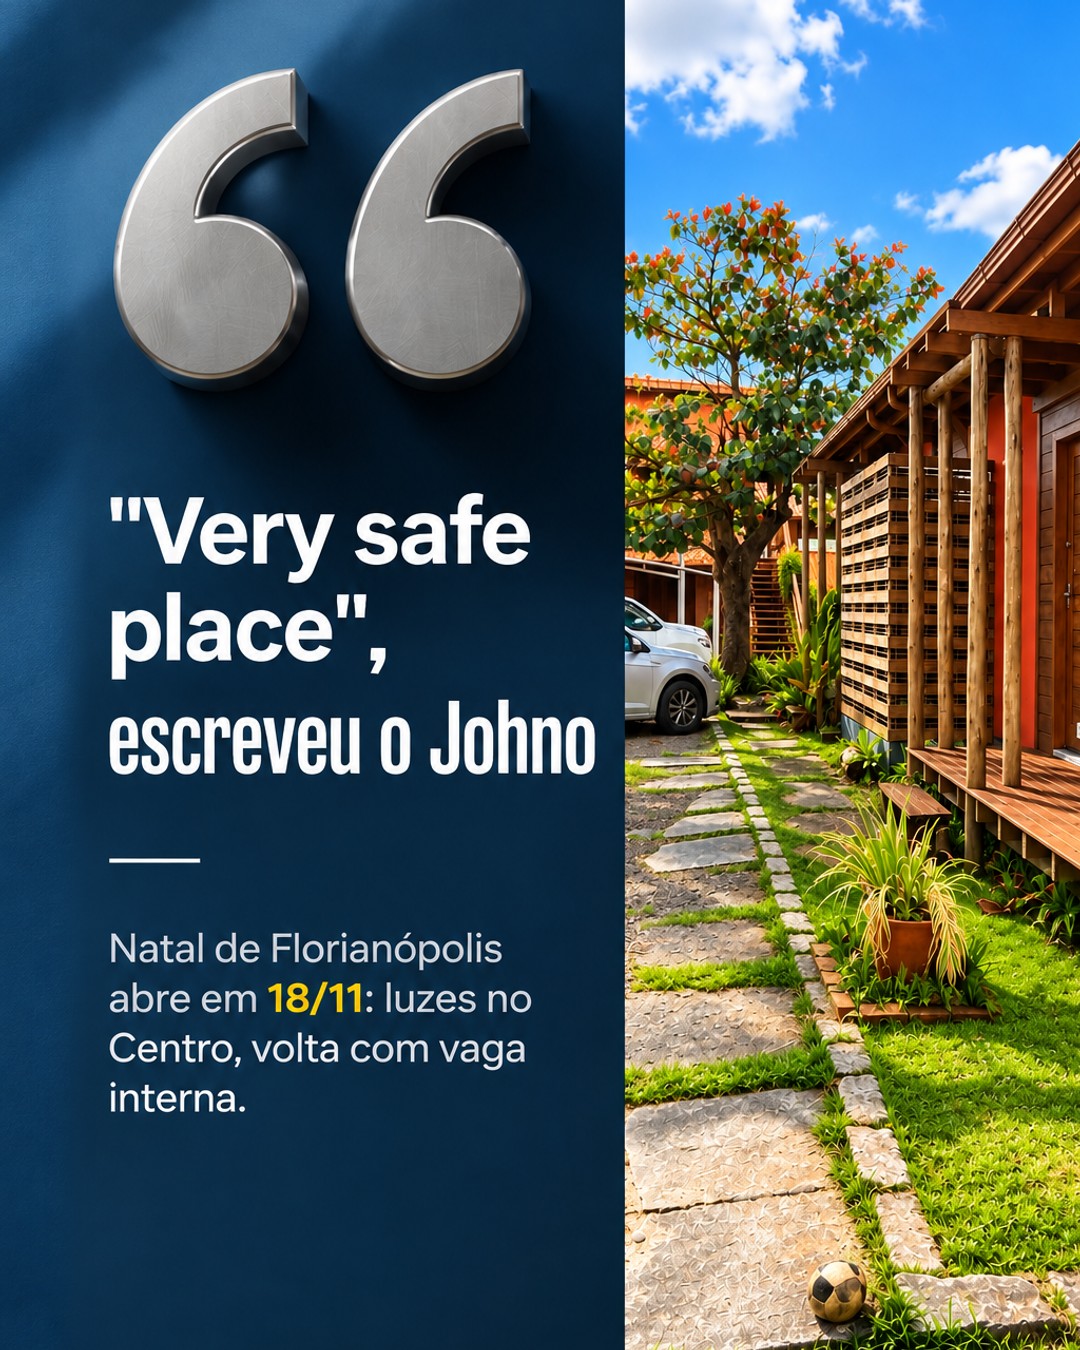 "Very safe
place",
escreveu o Johno
Natal de Florianópolis
abre em 18/11: luzes no
Centro, volta com vaga
interna.